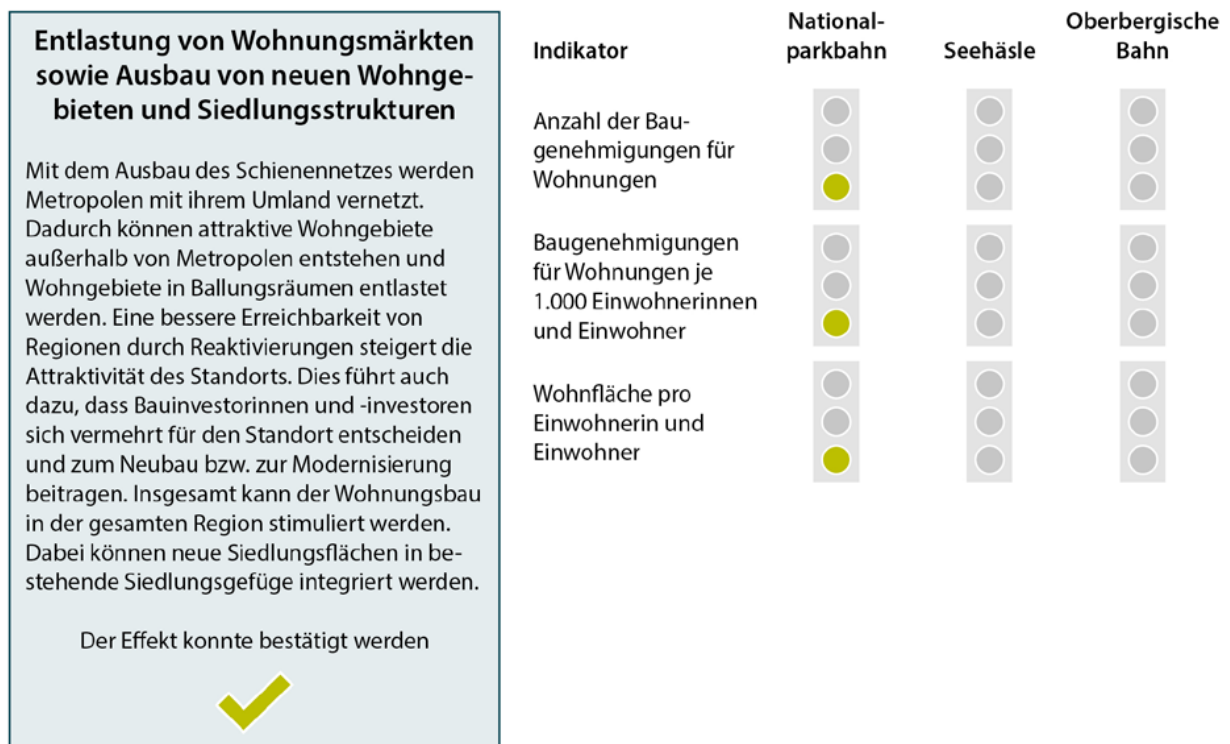 Entlastung von Wohnungsmärkten
sowie Ausbau von neuen Wohnge-
bieten und Siedlungsstrukturen
Mit dem Ausbau des Schienennetzes werden
Metropolen mit ihrem Umland vernetzt.
Dadurch können attraktive Wohngebiete
außerhalb von Metropolen entstehen und
Wohngebiete in Ballungsräumen entlastet
werden. Eine bessere Erreichbarkeit von
Regionen durch Reaktivierungen steigert die
Attraktivität des Standorts. Dies führt auch
dazu, dass Bauinvestorinnen und -investoren
sich vermehrt für den Standort entscheiden
und zum Neubau bzw. zur Modernisierung
beitragen. Insgesamt kann der Wohnungsbau
in der gesamten Region stimuliert werden.
Dabei können neue Siedlungsflächen in be-
stehende Siedlungsgefüge integriert werden.
Der Effekt konnte bestätigt werden
Indikator
National-
parkbahn
Seehäsle
Oberbergische
Bahn
Anzahl der Bau-
genehmigungen für
Wohnungen
Baugenehmigungen
für Wohnungen je
1.000 Einwohnerinnen
und Einwohner
Wohnfläche pro
Einwohnerin und
Einwohner